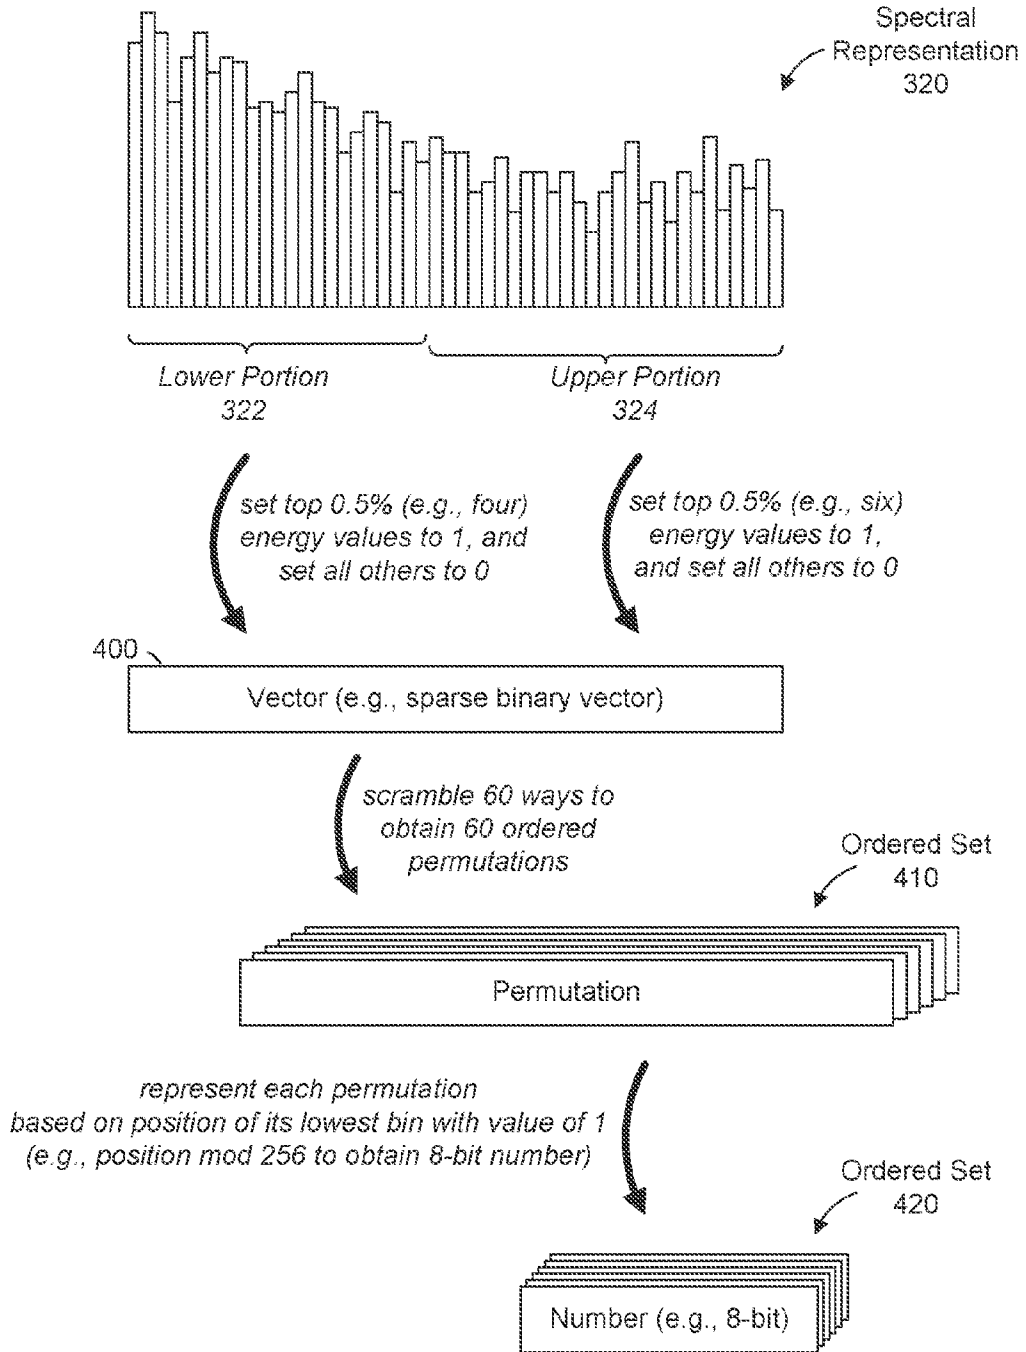 Spectral
Representation
320
Lower Portion
322
Upper Portion
324
set top 0.5% (e.g., four)
energy values to 1, and
set all others to 0
set top 0.5% (e.g., six)
energy values to 1,
and set all others to 0
400
Vector (e.g., sparse binary vector)
scramble 60 ways to
obtain 60 ordered
permutations
Ordered Set
410
Permutation
represent each permutation
based on position of its lowest bin with value of 1
(e.g., position mod 256 to obtain 8-bit number)
Ordered Set
420
Number (e.g., 8-bit)